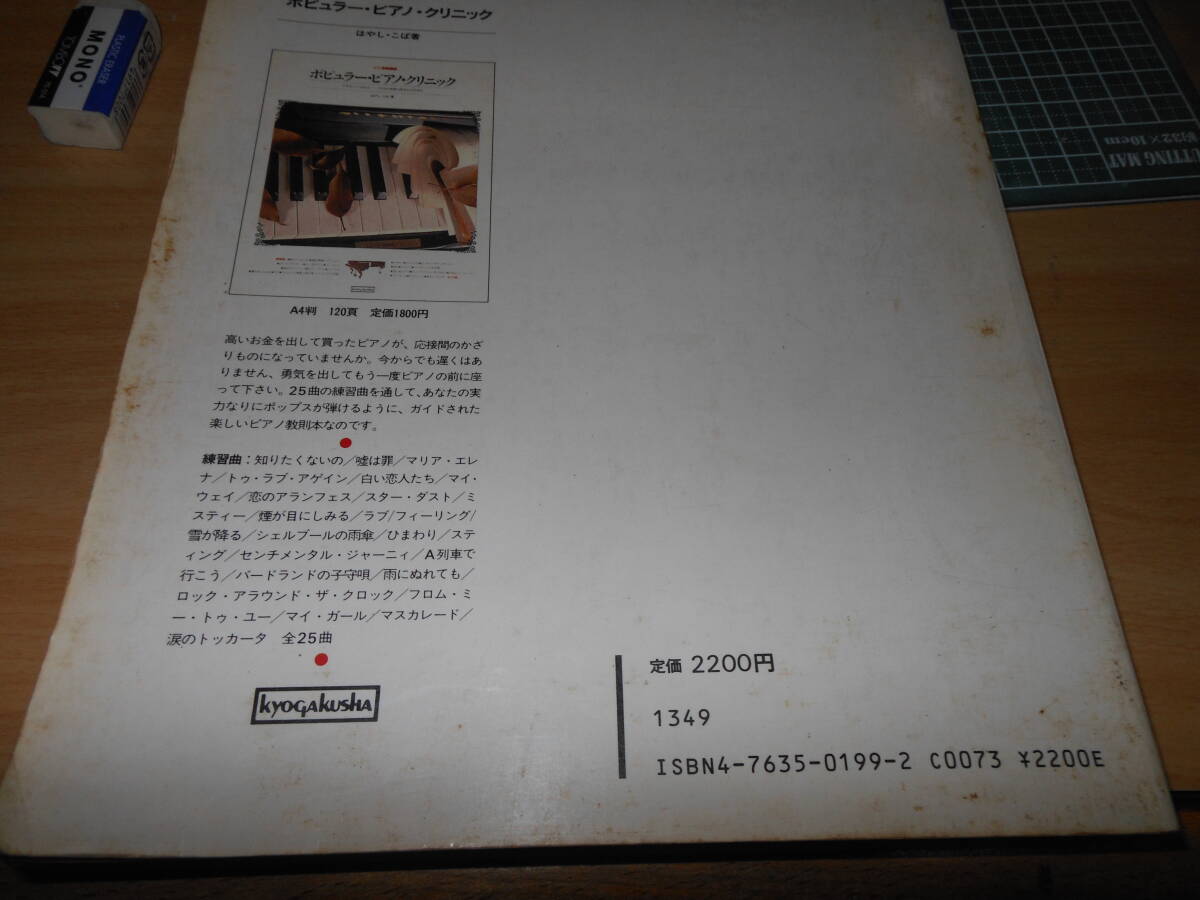 ポピュラー・ピアノ・クリニック
はやし・こば著
ポピュラー・ピアノ・クリニック
A4判 120頁 定価1800円
高いお金を出して買ったピアノが、応接間のかざ
りものになっていませんか。今からでも遅くはあ
りません、勇気を出してもう一度ピアノの前に座
って下さい。25曲の練習曲を通して、あなたの実
力なりにポップスが弾けるように、ガイドされた
楽しいピアノ教則本なのです。
練習曲：知りたくないの／嘘は罪／マリア・エレ
ナ／トゥ・ラブ・アゲイン／白い恋人たち／マイ・
ウェイ／恋のアランフェス／スター・ダスト／ミ
スティー／煙が目にしみる／ラブ/フィーリング/
雪が降る／シェルブールの雨傘／ひまわり／ステ
ィング／センチメンタル・ジャーニィ／A列車で
行こう／バードランドの子守唄／雨にぬれても／
ロック・アラウンド・ザ・クロック／フロム・ミ
ー・トゥ・ユー／マイ・ガール／マスカレード／
涙のトッカータ 全25曲
kyogakusha
定価 2200円
1349
ISBN4-7635-0199-2 C0073 ¥2200E
PLASTIC ERASER
MONO
TOMBOW
約32×10cm
CUTTING MAT